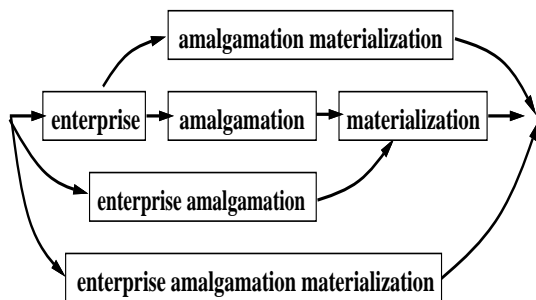 amalgamation materialization
enterprise
amalgamation
materialization
enterprise amalgamation
enterprise amalgamation materialization